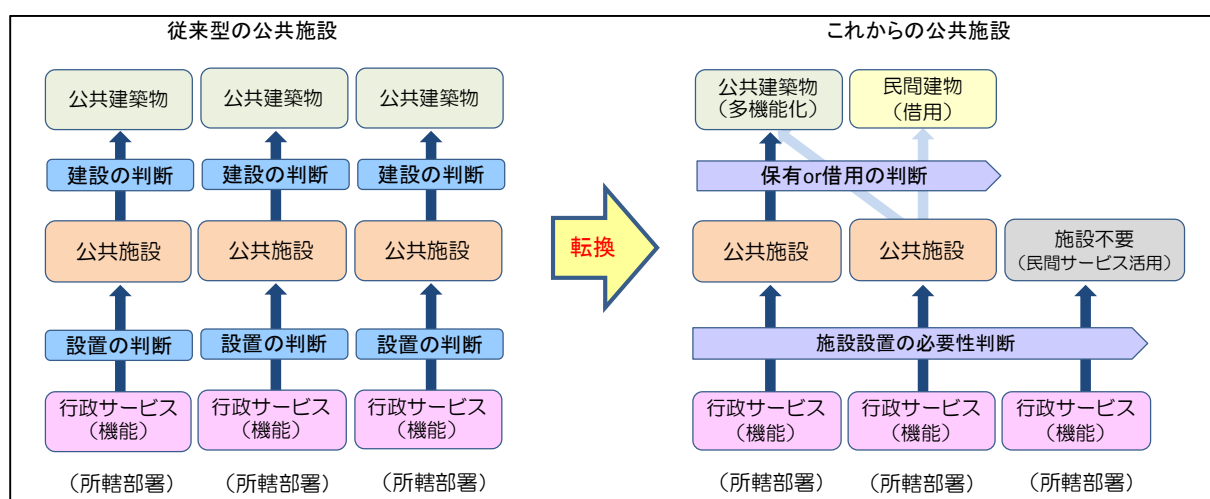 従来型の公共施設
公共建築物
公共建築物
公共建築物
建設の判断
建設の判断
建設の判断
公共施設
公共施設
公共施設
設置の判断
設置の判断
設置の判断
行政サービス
(機能)
行政サービス
(機能)
行政サービス
(機能)
(所轄部署)
(所轄部署)
(所轄部署)
転換
これからの公共施設
公共建築物
(多機能化)
民間建物
(借用)
保有or借用の判断
公共施設
公共施設
施設不要
(民間サービス活用)
施設設置の必要性判断
行政サービス
(機能)
行政サービス
(機能)
行政サービス
(機能)
(所轄部署)
(所轄部署)
(所轄部署)